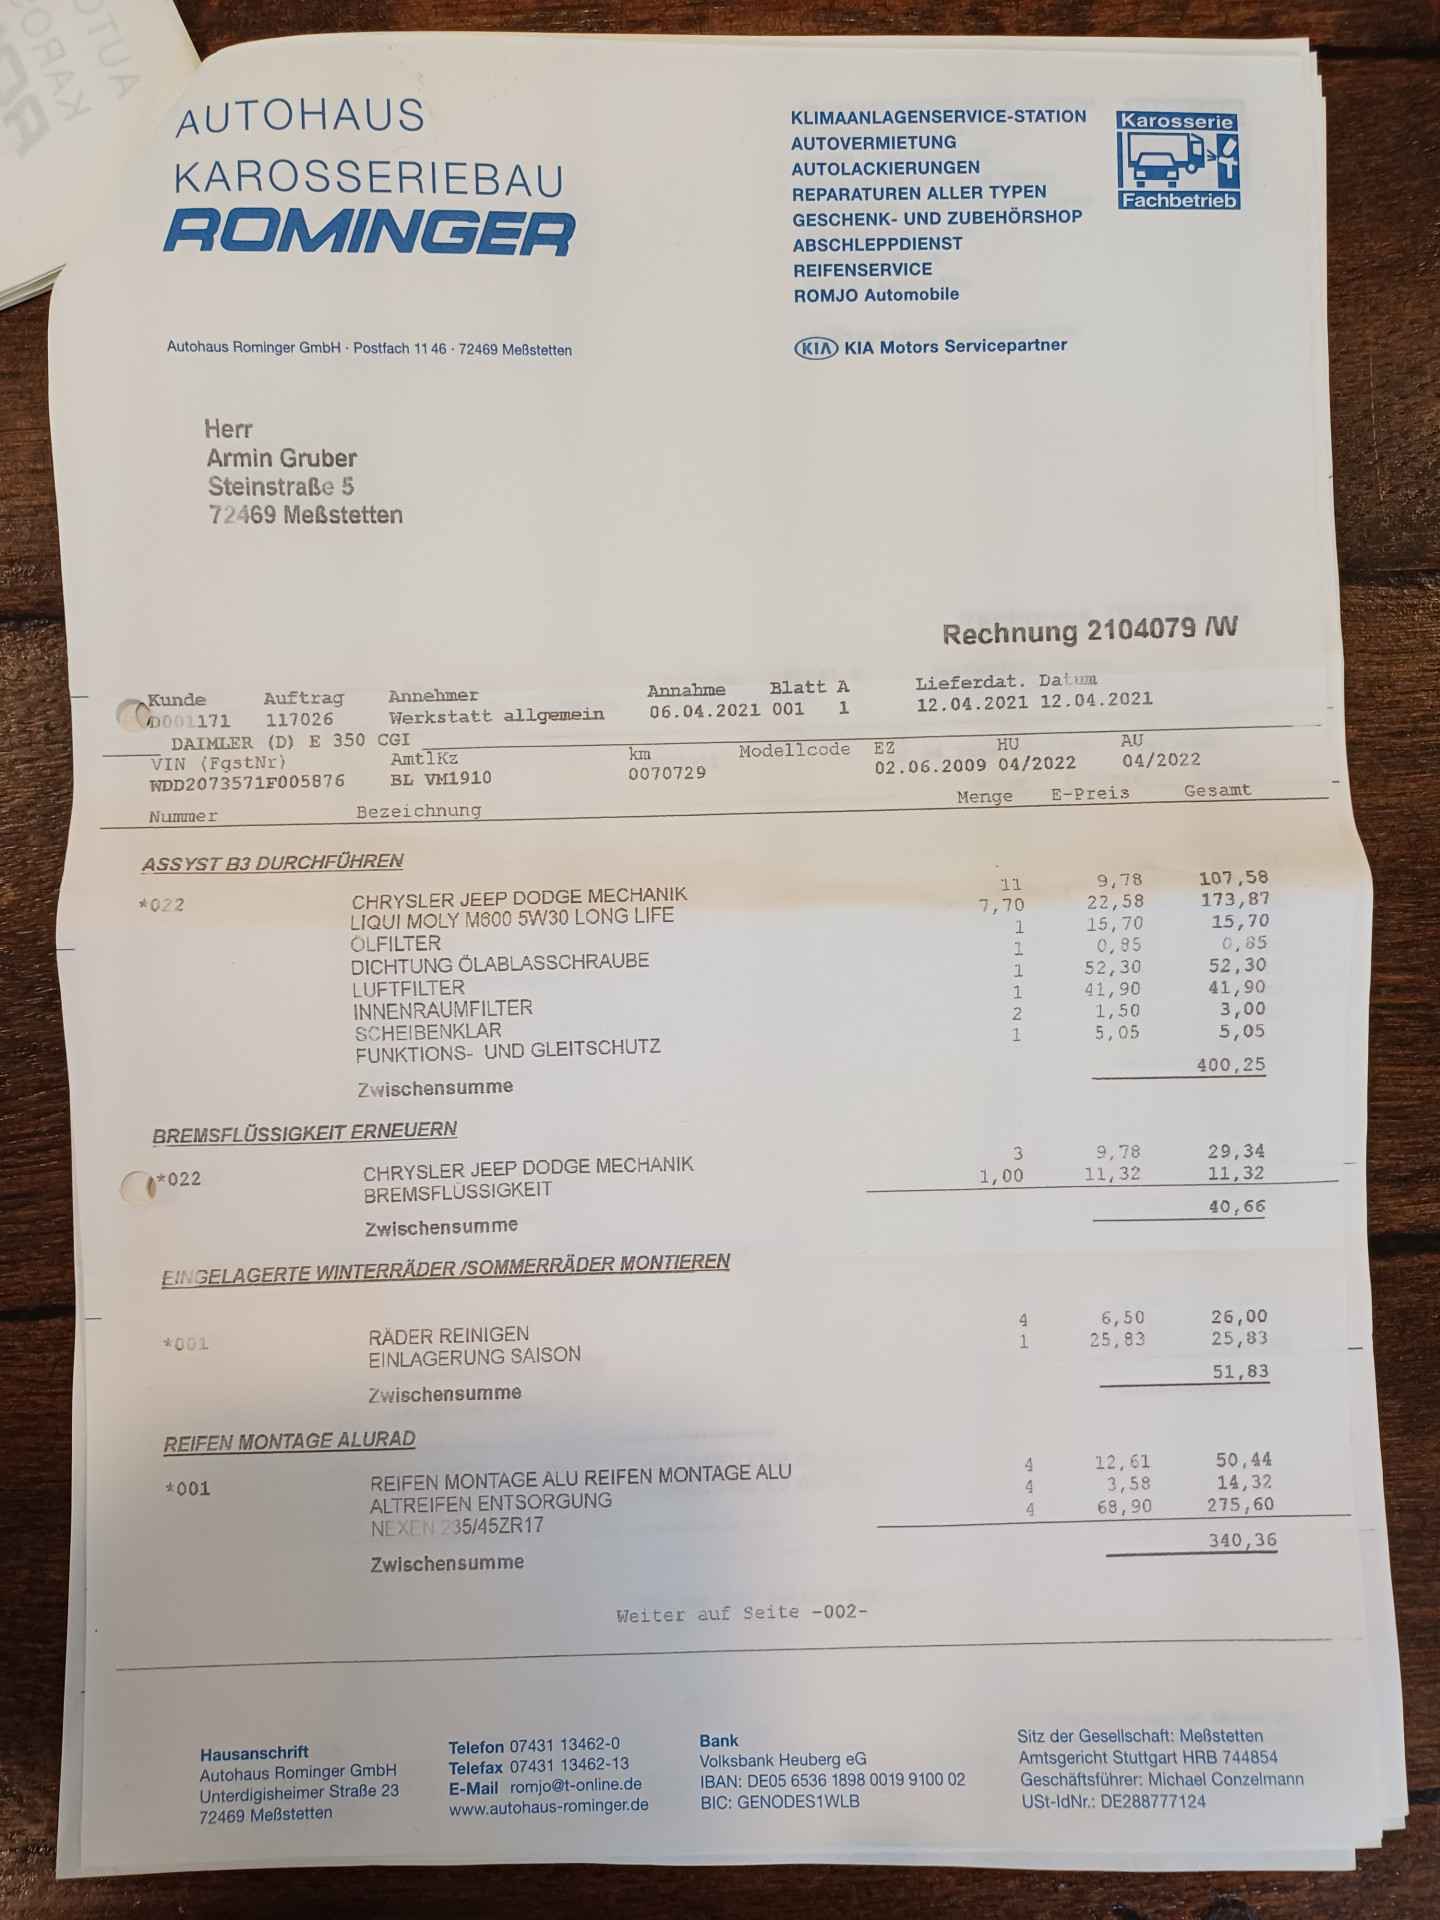 AUTOHAUS
KAROSSERIEBAU
ROMINGER
KLIMAANLAGENSERVICE-STATION
AUTOVERMIETUNG
AUTOLACKIERUNGEN
REPARATUREN ALLER TYPEN
GESCHENK- UND ZUBEHÖRSHOP
ABSCHLEPPDIENST
REIFENSERVICE
ROMJO Automobile
Karosserie
Fachbetrieb
KIA KIA Motors Servicepartner
Autohaus Rominger GmbH · Postfach 11 46 · 72469 Meßstetten
Herr
Armin Gruber
Steinstraße 5
72469 Meßstetten
Rechnung 2104079 /W
Kunde Auftrag Annehmer Annahme Blatt A Lieferdat. Datum
D001171 117026 Werkstatt allgemein 06.04.2021 001 1 12.04.2021 12.04.2021
DAIMLER (D) E 350 CGI
VIN (FgstNr) AmtlKz km Modellcode EZ HU AU
WDD2073571F005876 BL VM1910 0070729 02.06.2009 04/2022 04/2022
Nummer Bezeichnung Menge E-Preis Gesamt
ASSYST B3 DURCHFÜHREN
*022 CHRYSLER JEEP DODGE MECHANIK 11 9,78 107,58
LIQUI MOLY M600 5W30 LONG LIFE 7,70 22,58 173,87
ÖLFILTER 1 15,70 15,70
DICHTUNG ÖLABLASSCHRAUBE 1 0,85 0,85
LUFTFILTER 1 52,30 52,30
INNENRAUMFILTER 1 41,90 41,90
SCHEIBENKLAR 2 1,50 3,00
FUNKTIONS- UND GLEITSCHUTZ 1 5,05 5,05
Zwischensumme 400,25
BREMSFLÜSSIGKEIT ERNEUERN
*022 CHRYSLER JEEP DODGE MECHANIK 3 9,78 29,34
BREMSFLÜSSIGKEIT 1,00 11,32 11,32
Zwischensumme 40,66
EINGELAGERTE WINTERRÄDER /SOMMERRÄDER MONTIEREN
*001 RÄDER REINIGEN 4 6,50 26,00
EINLAGERUNG SAISON 1 25,83 25,83
Zwischensumme 51,83
REIFEN MONTAGE ALURAD
*001 REIFEN MONTAGE ALU REIFEN MONTAGE ALU 4 12,61 50,44
ALTREIFEN ENTSORGUNG 4 3,58 14,32
NEXEN 235/45ZR17 4 68,90 275,60
Zwischensumme 340,36
Weiter auf Seite -002-
Hausanschrift
Autohaus Rominger GmbH
Unterdigisheimer Straße 23
72469 Meßstetten
Telefon 07431 13462-0
Telefax 07431 13462-13
E-Mail romjo@t-online.de
www.autohaus-rominger.de
Bank
Volksbank Heuberg eG
IBAN: DE05 6536 1898 0019 9100 02
BIC: GENODES1WLB
Sitz der Gesellschaft: Meßstetten
Amtsgericht Stuttgart HRB 744854
Geschäftsführer: Michael Conzelmann
USt-IdNr.: DE288777124